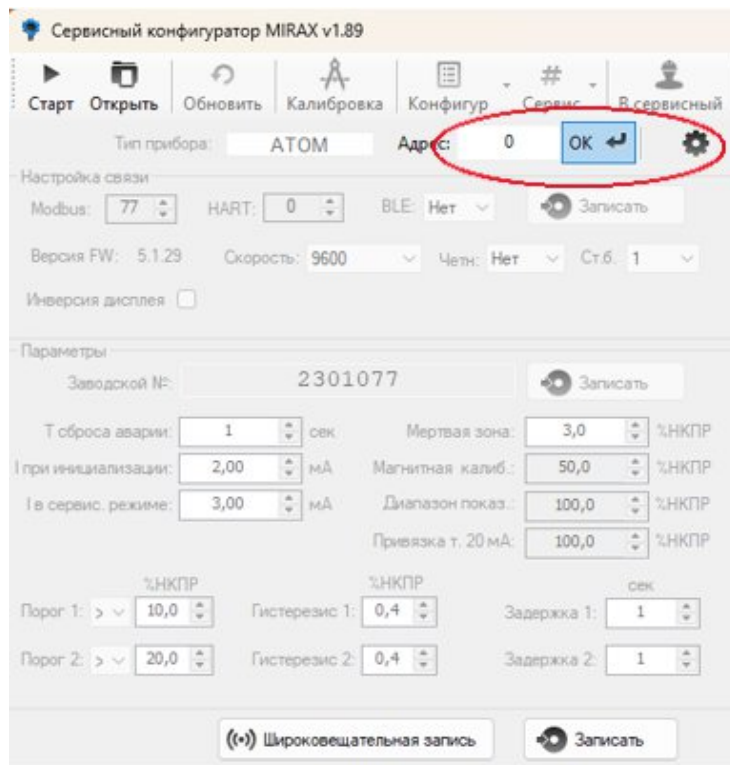 Сервисный конфигуратор MIRAX v1.89
Старт Открыть Обновить Калибровка Конфигур Сервис В.сервисный
Тип прибора: АТОМ Адрес: 0 OK
Настройка связи
Modbus: 77 HART: 0 BLE: Нет Записать
Версия FW: 5.1.29 Скорость: 9600 Четн: Нет Ст.б. 1
Инверсия дисплея
Параметры
Заводской №: 2301077 Записать
Т сброса аварии: 1 сек Мертвая зона: 3,0 %НКПР
I при инициализации: 2,00 мА Магнитная калиб.: 50,0 %НКПР
I в сервис. режиме: 3,00 мА Диапазон показ.: 100,0 %НКПР
Привязка т. 20 мА: 100,0 %НКПР
%НКПР %НКПР сек
Порог 1: > 10,0 Гистерезис 1: 0,4 Задержка 1: 1
Порог 2: > 20,0 Гистерезис 2: 0,4 Задержка 2: 1
Широковещательная запись Записать